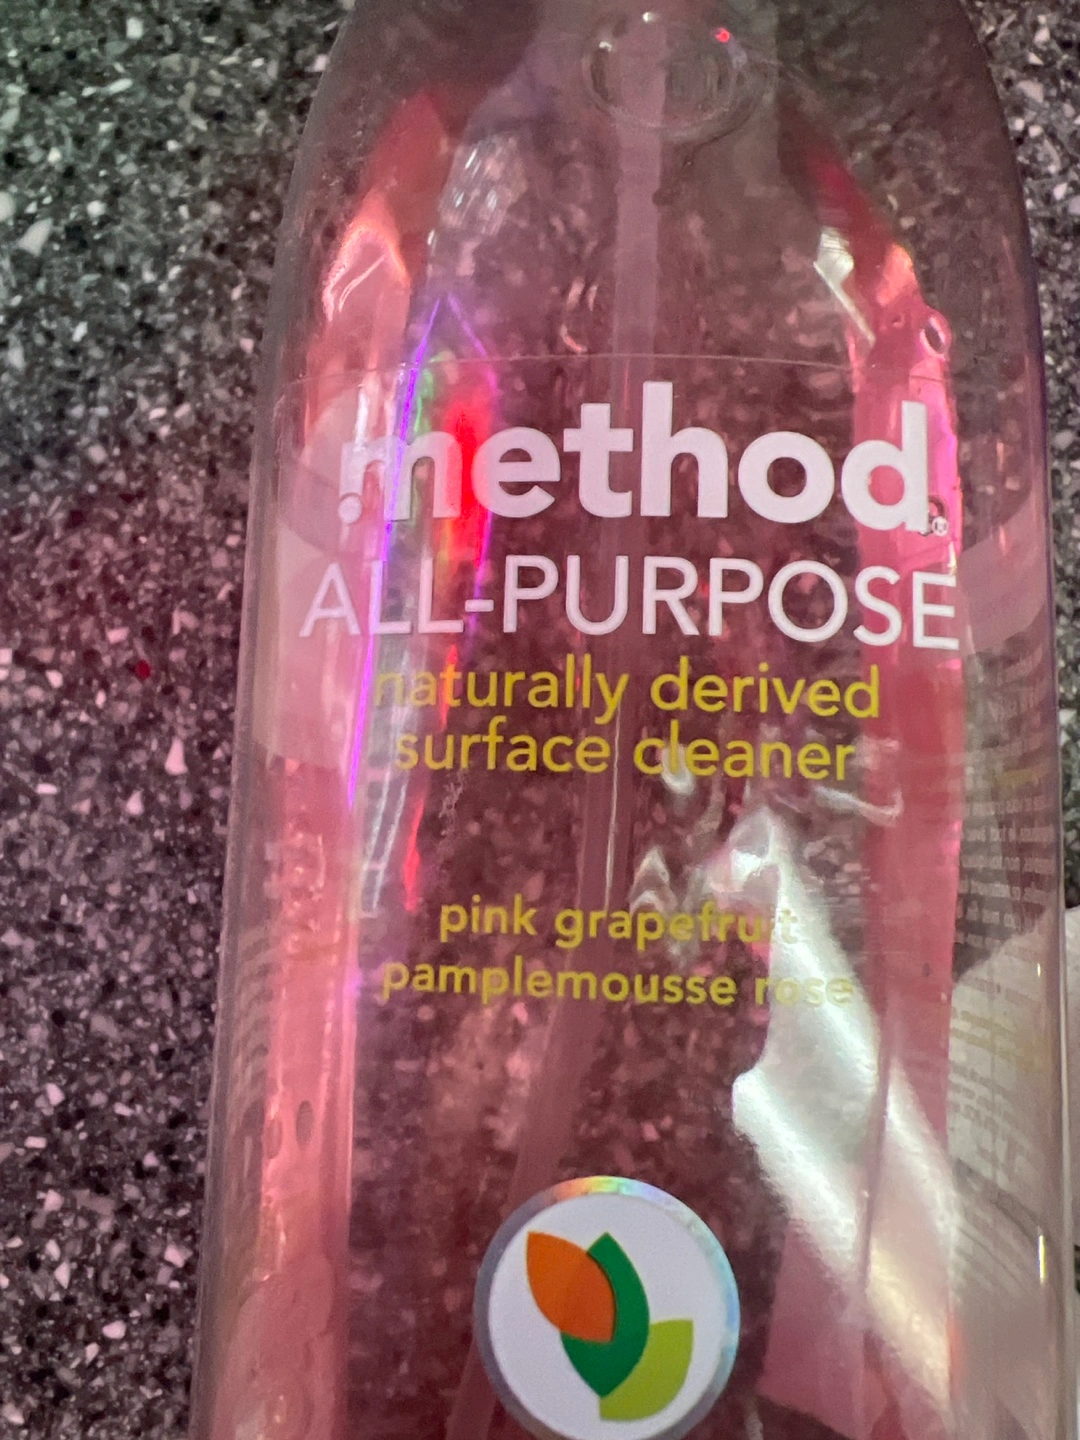 method®
ALL-PURPOSE
naturally derived
surface cleaner
pink grapefruit
pamplemousse rose